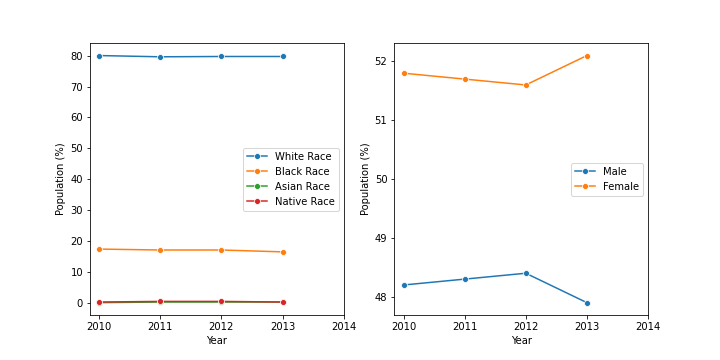 80
70
60
50
40
30
20
10
0
Population (%)
2010 2011 2012 2013 2014
Year
White Race
Black Race
Asian Race
Native Race
52
51
50
49
48
Population (%)
2010 2011 2012 2013 2014
Year
Male
Female